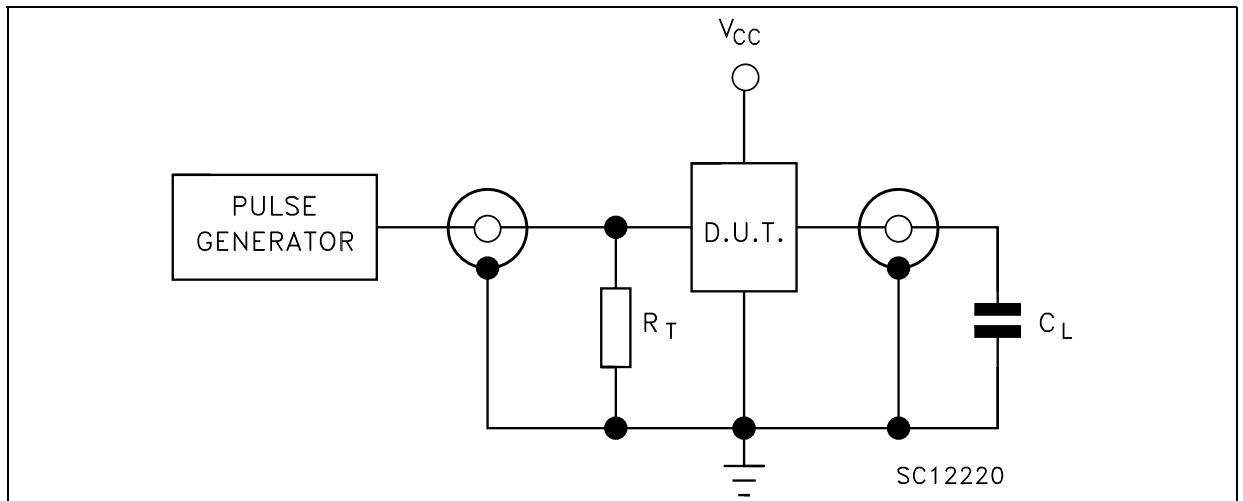 VCC
PULSE
GENERATOR
D.U.T.
RT
CL
SC12220